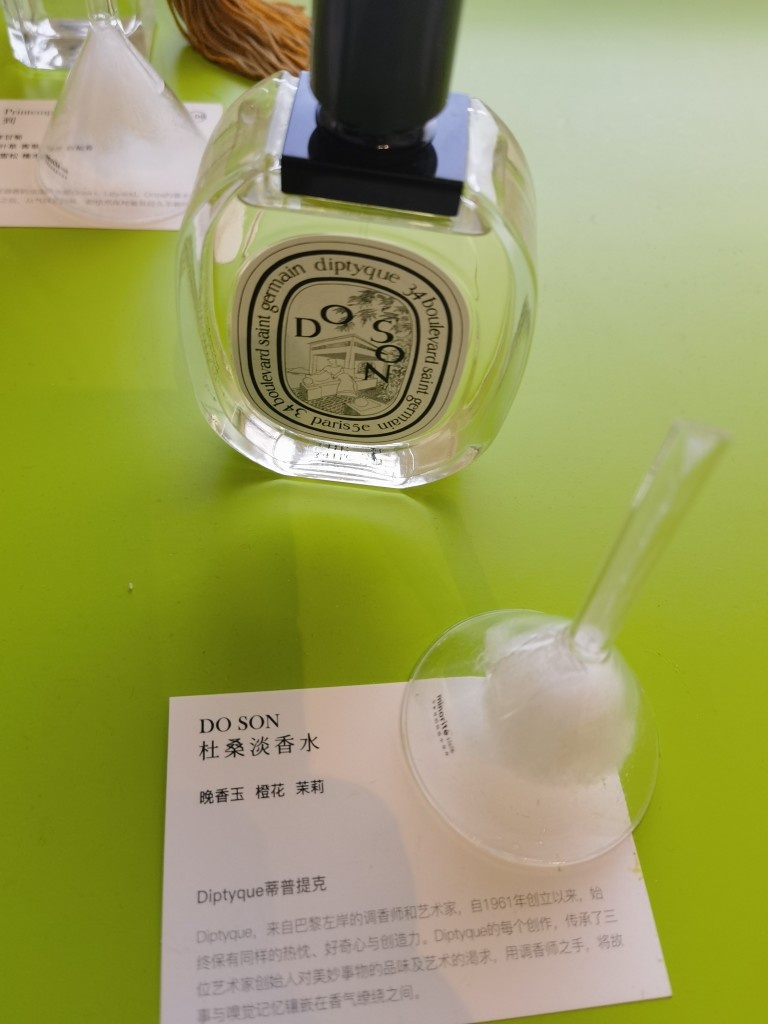 Printemps
diptyque 34 boulevard saint germain paris 5e 34 boulevard saint germain
DO SON
DO SON
杜桑淡香水
晚香玉 橙花 茉莉
minorité
Diptyque蒂普提克
Diptyque，来自巴黎左岸的调香师和艺术家，自1961年创立以来，始
终保有同样的热忱、好奇心与创造力。Diptyque的每个创作，传承了三
位艺术家创始人对美妙事物的品味及艺术的渴求，用调香师之手，将故
事与嗅觉记忆镶嵌在香气缭绕之间。